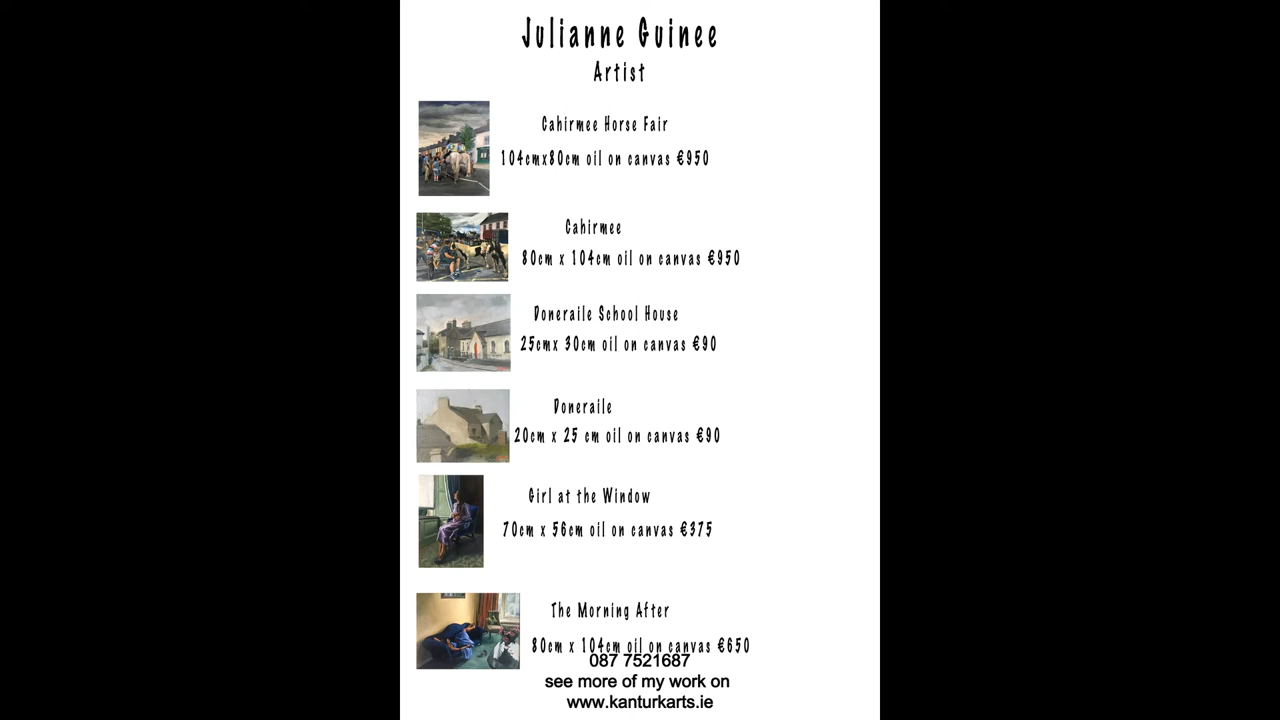 Julianne Guinee
Artist
Cahirmee Horse Fair
104cmx80cm oil on canvas €950
Cahirmee
80cm x 104cm oil on canvas €950
Doneraile School House
25cmx 30cm oil on canvas €90
Doneraile
20cm x 25 cm oil on canvas €90
Girl at the Window
70cm x 56cm oil on canvas €375
The Morning After
80cm x 104cm oil on canvas €650
087 7521687
see more of my work on
www.kanturkarts.ie